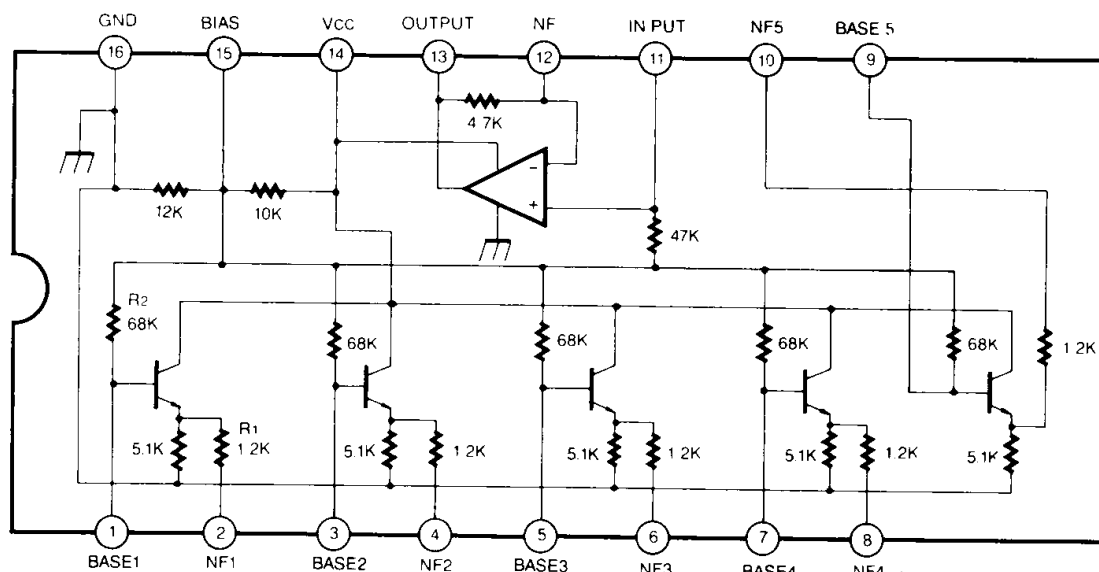 GND BIAS VCC OUTPUT NF IN PUT NF5 BASE 5
16 15 14 13 12 11 10 9
4.7K
-
+
12K 10K 47K
R2
68K 68K 68K 68K 68K 1.2K
R1
5.1K 1.2K 5.1K 1.2K 5.1K 1.2K 5.1K 1.2K 5.1K
1 2 3 4 5 6 7 8
BASE1 NF1 BASE2 NF2 BASE3 NF3 BASE4 NF4